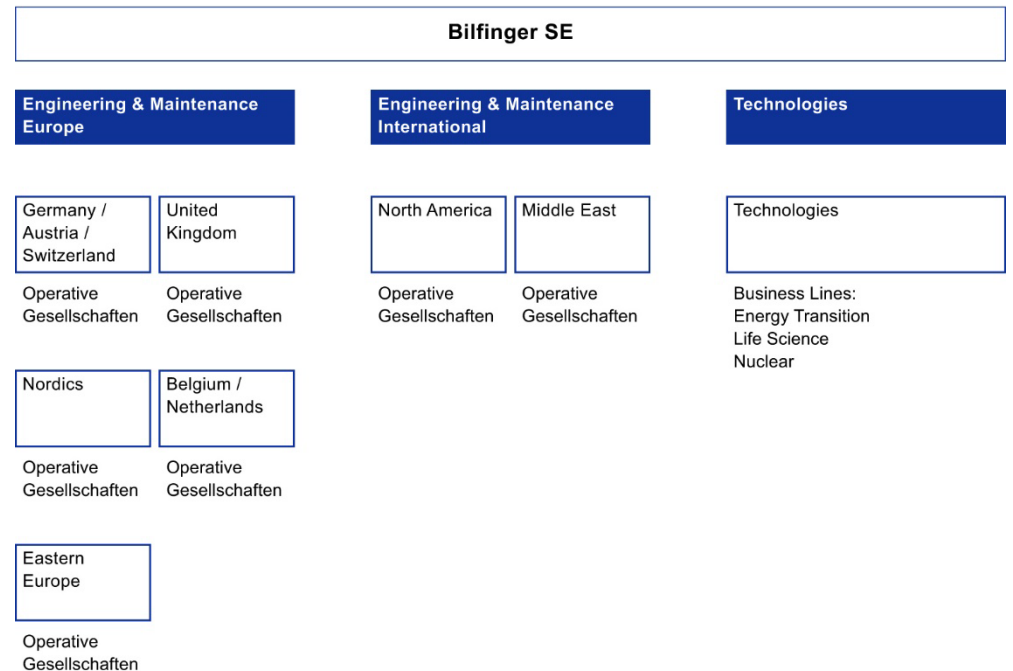 Bilfinger SE
Engineering & Maintenance
Europe
Engineering & Maintenance
International
Technologies
Germany /
Austria /
Switzerland
United
Kingdom
North America
Middle East
Technologies
Operative
Gesellschaften
Operative
Gesellschaften
Operative
Gesellschaften
Operative
Gesellschaften
Business Lines:
Energy Transition
Life Science
Nuclear
Nordics
Belgium /
Netherlands
Operative
Gesellschaften
Operative
Gesellschaften
Eastern
Europe
Operative
Gesellschaften